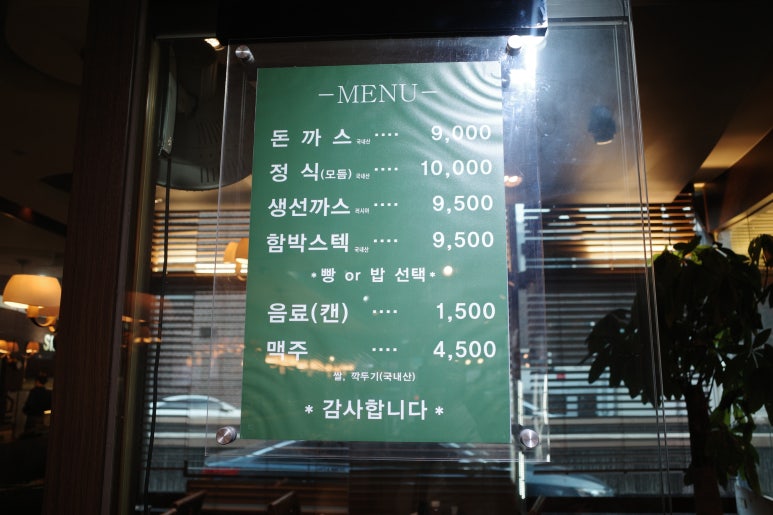 -MENU-
돈 까 스 국내산 ···· 9,000
정 식(모듬) 국내산 ···· 10,000
생선까스 러시아 ···· 9,500
함박스텍 국내산 ···· 9,500
*빵 or 밥 선택*
음료(캔) ···· 1,500
맥주 ···· 4,500
쌀, 깍두기(국내산)
* 감사합니다 *